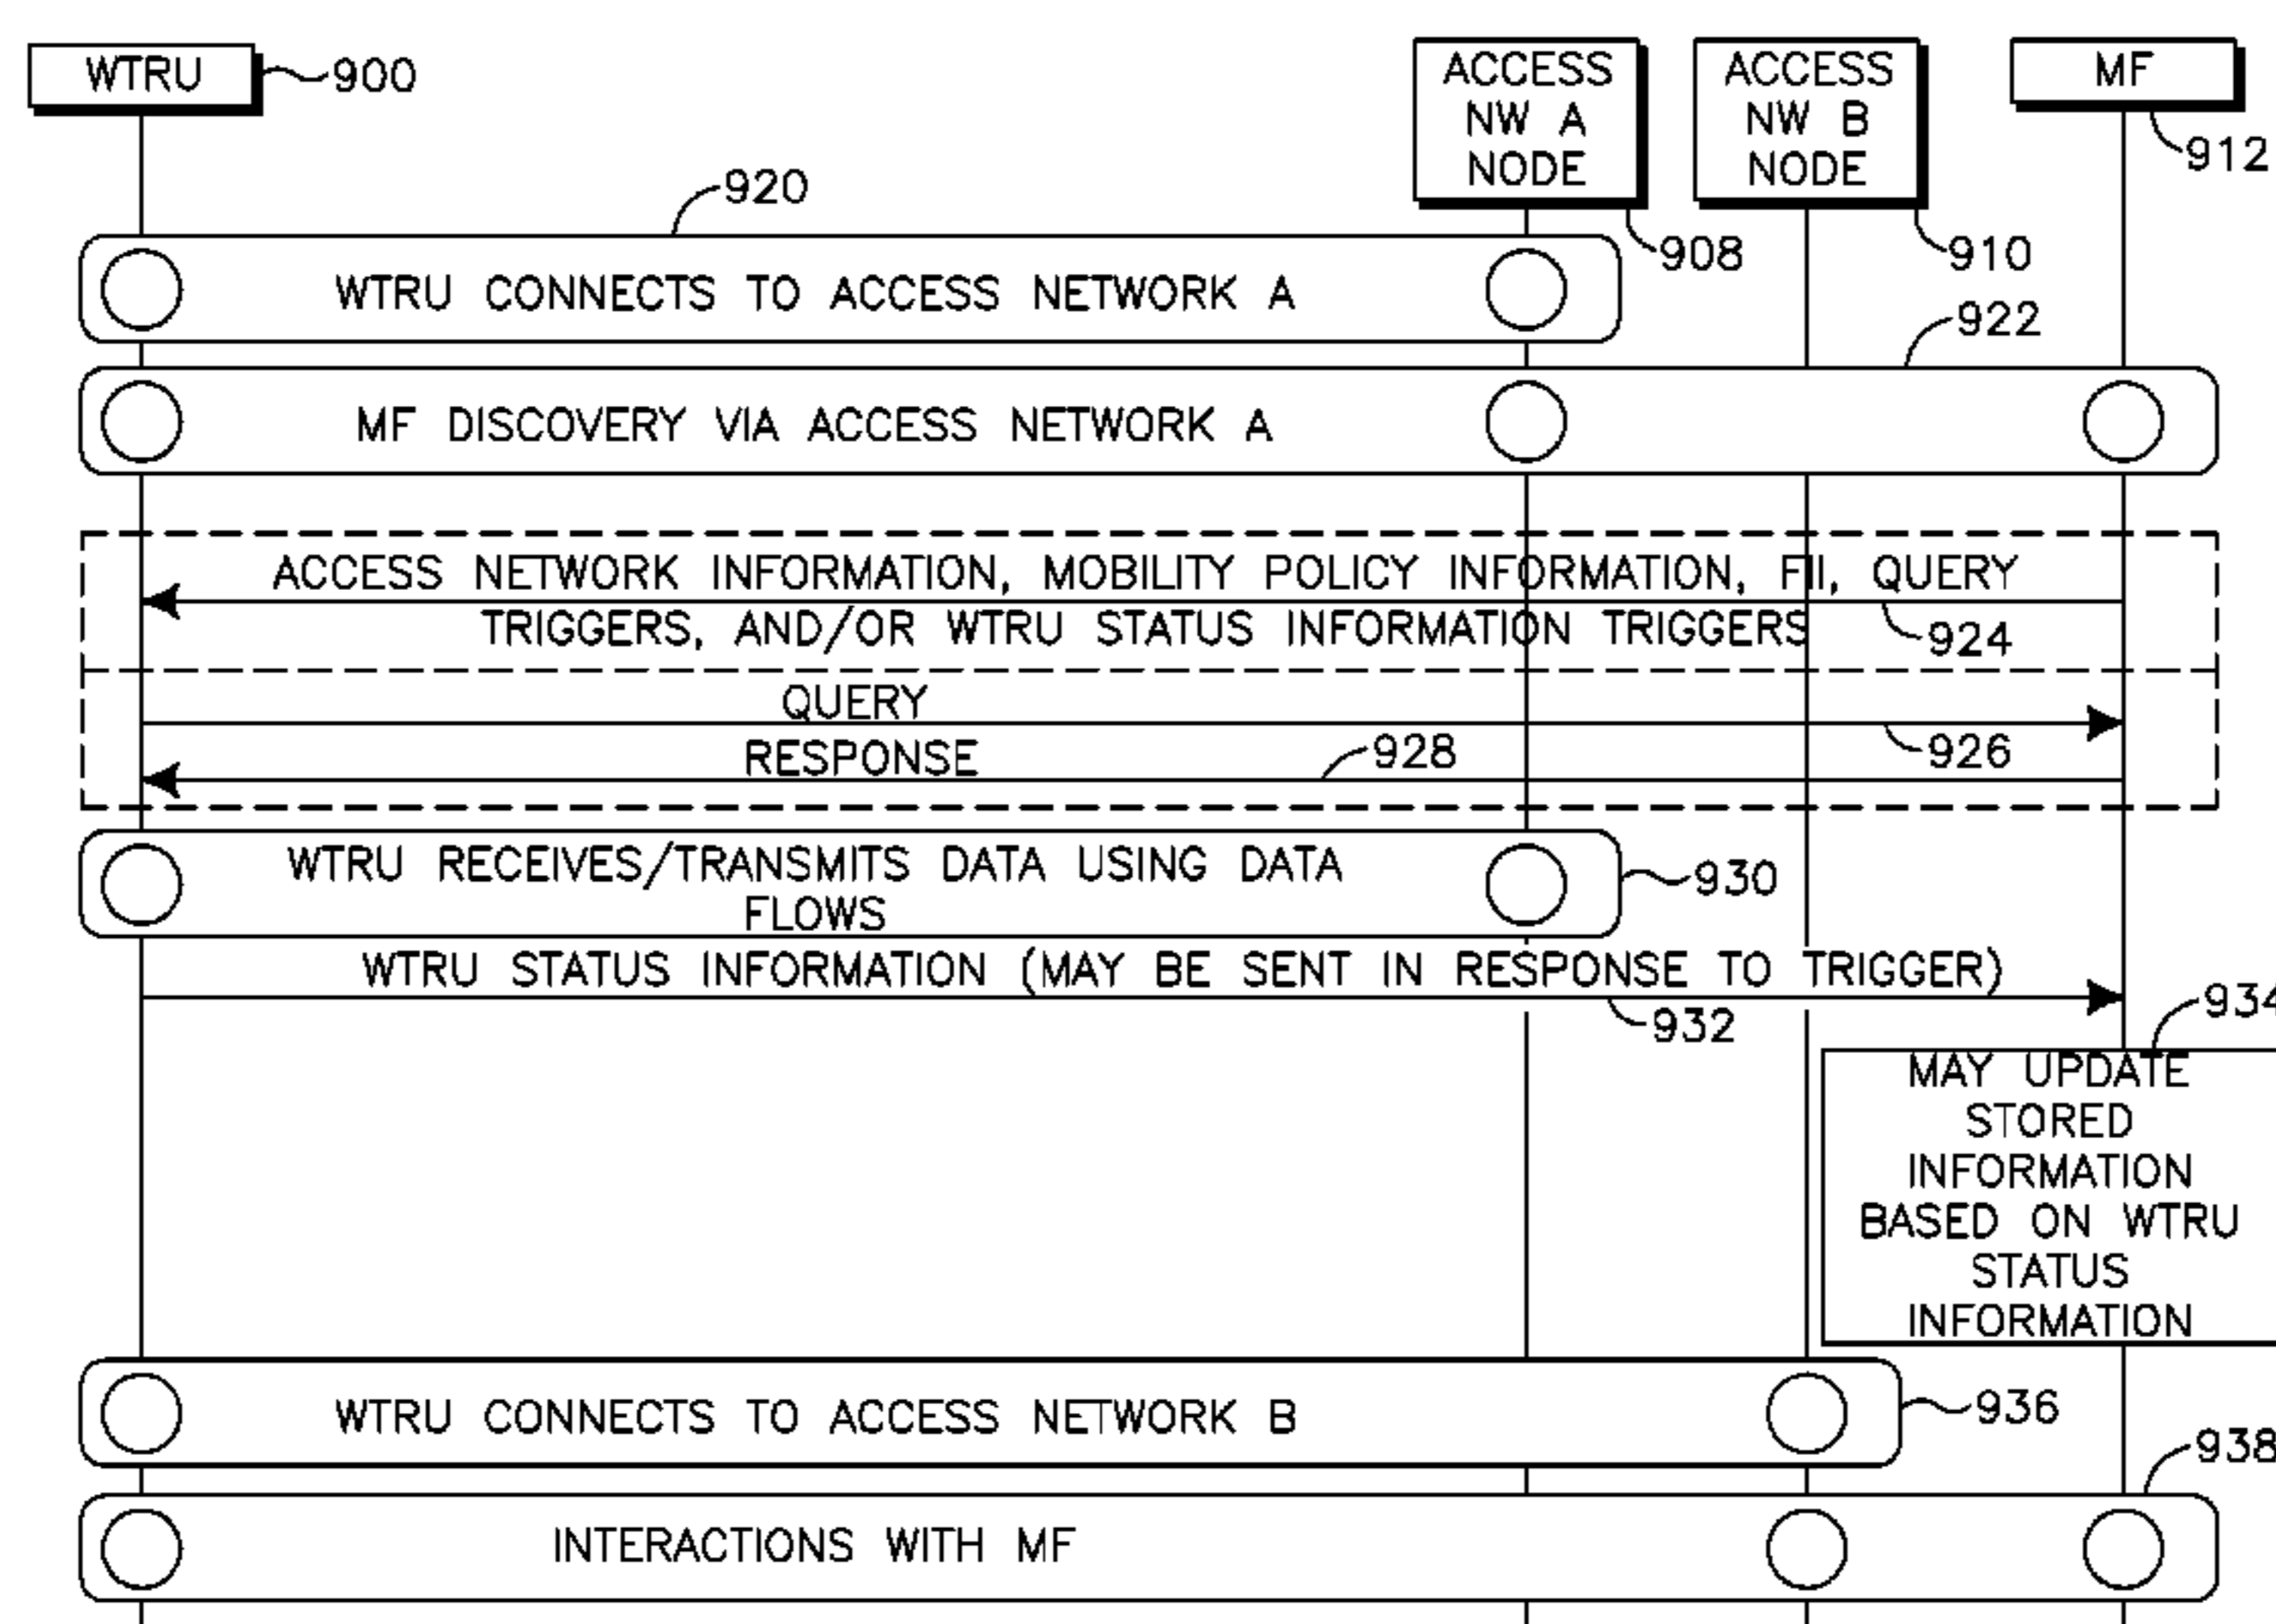 WTRU
900
ACCESS
NW A
NODE
ACCESS
NW B
NODE
MF
912
920
908
910
WTRU CONNECTS TO ACCESS NETWORK A
922
MF DISCOVERY VIA ACCESS NETWORK A
ACCESS NETWORK INFORMATION, MOBILITY POLICY INFORMATION, FII, QUERY
TRIGGERS, AND/OR WTRU STATUS INFORMATION TRIGGERS
924
QUERY
926
RESPONSE
928
WTRU RECEIVES/TRANSMITS DATA USING DATA
FLOWS
930
WTRU STATUS INFORMATION (MAY BE SENT IN RESPONSE TO TRIGGER)
932
934
MAY UPDATE
STORED
INFORMATION
BASED ON WTRU
STATUS
INFORMATION
WTRU CONNECTS TO ACCESS NETWORK B
936
938
INTERACTIONS WITH MF